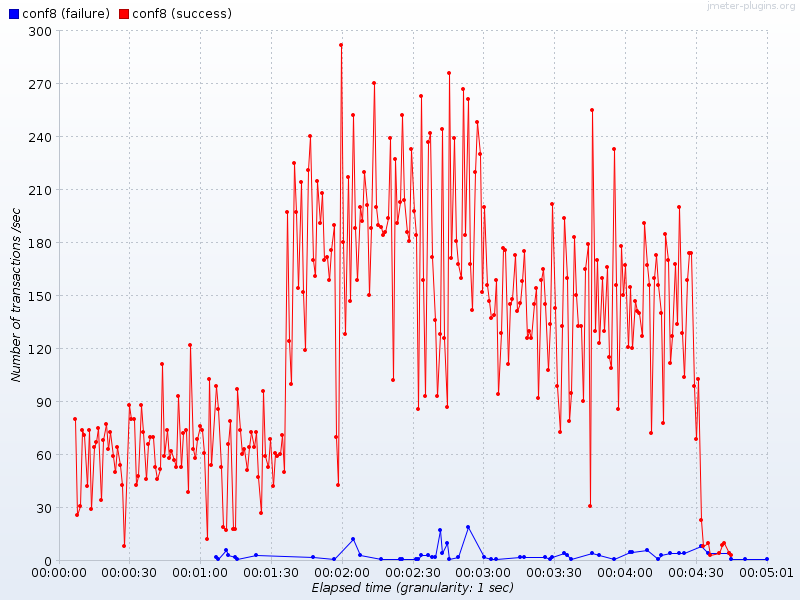 jmeter-plugins.org
conf8 (failure) conf8 (success)
300
270
240
210
180
150
120
90
60
30
0
Number of transactions /sec
00:00:00 00:00:30 00:01:00 00:01:30 00:02:00 00:02:30 00:03:00 00:03:30 00:04:00 00:04:30 00:05:01
Elapsed time (granularity: 1 sec)